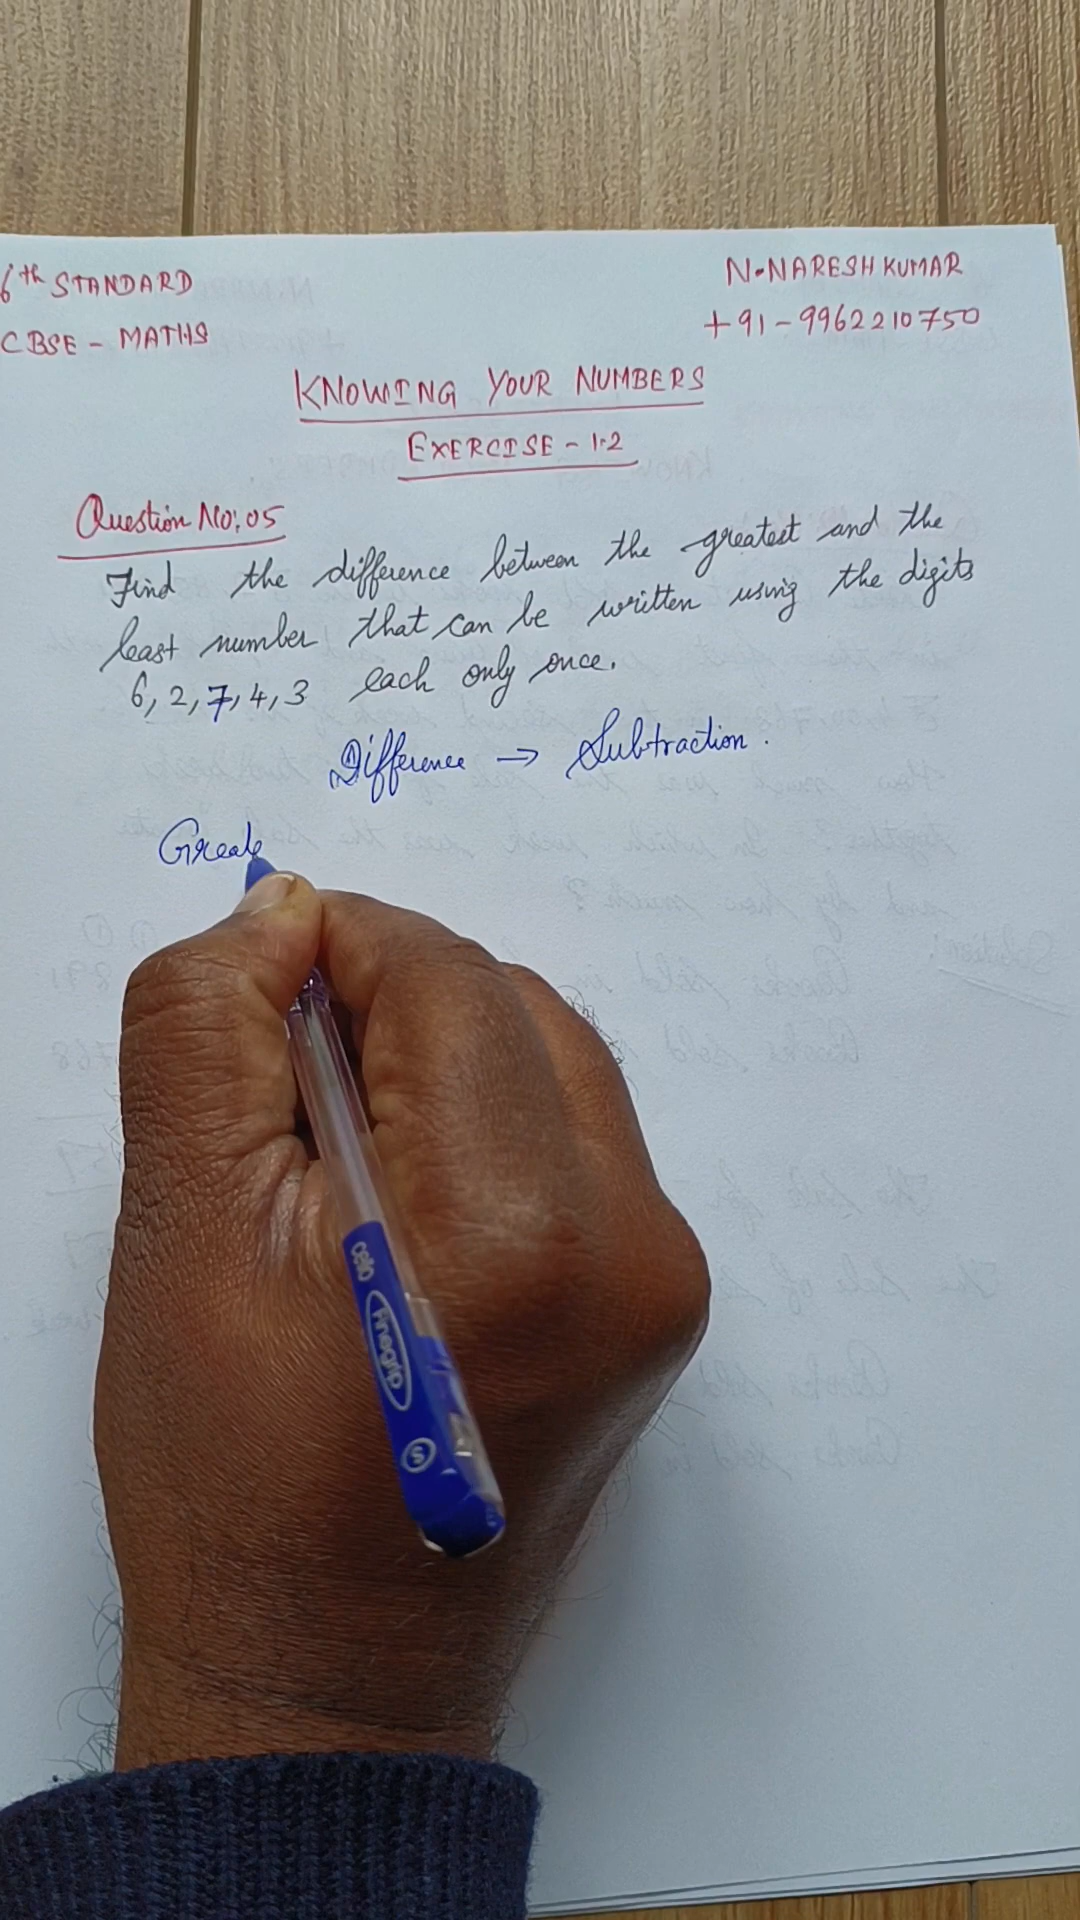 6th STANDARD
CBSE - MATHS
N. NARESH KUMAR
+91-9962210750
KNOWING YOUR NUMBERS
EXERCISE - 1.2
Question No: 05
Find the difference between the greatest and the
least number that can be written using the digits
6, 2, 7, 4, 3 each only once.
Difference → Subtraction.
Greate
cello
Finegrip